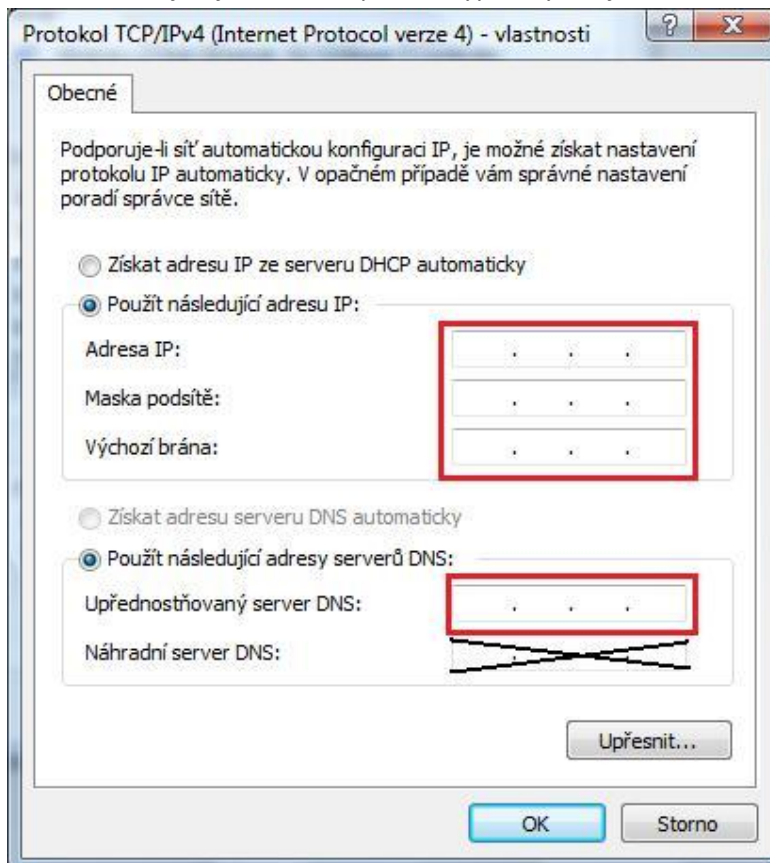 Protokol TCP/IPv4 (Internet Protocol verze 4) - vlastnosti
Obecné
Podporuje-li síť automatickou konfiguraci IP, je možné získat nastavení
protokolu IP automaticky. V opačném případě vám správné nastavení
poradí správce sítě.
Získat adresu IP ze serveru DHCP automaticky
Použít následující adresu IP:
Adresa IP:
Maska podsítě:
Výchozí brána:
Získat adresu serveru DNS automaticky
Použít následující adresy serverů DNS:
Upřednostňovaný server DNS:
Náhradní server DNS:
Upřesnit...
OK
Storno